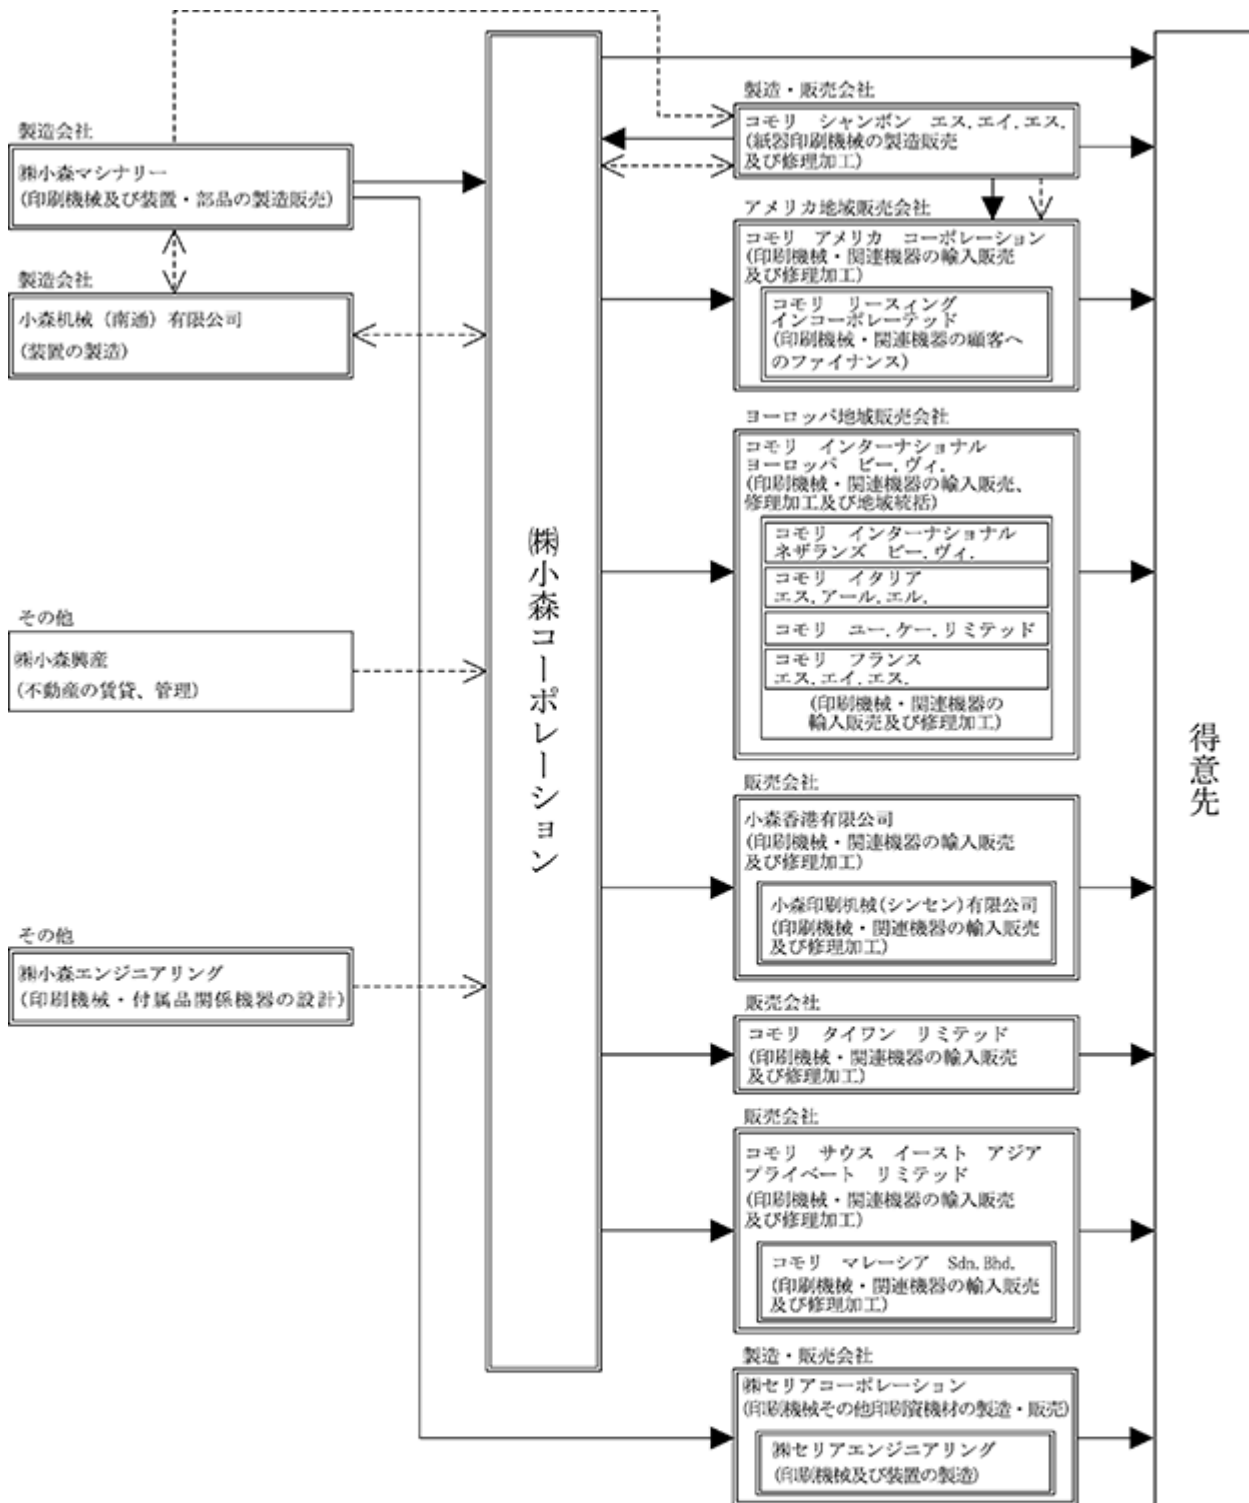 製造会社
㈱小森マシナリー
(印刷機械及び装置・部品の製造販売)
製造会社
小森机械（南通）有限公司
(装置の製造)
その他
㈱小森興産
(不動産の賃貸、管理)
その他
㈱小森エンジニアリング
(印刷機械・付属品関係機器の設計)
㈱小森コーポレーション
製造・販売会社
コモリ シャンボン エス.エイ.エス.
(紙器印刷機械の製造販売
及び修理加工)
アメリカ地域販売会社
コモリ アメリカ コーポレーション
(印刷機械・関連機器の輸入販売
及び修理加工)
コモリ リースィング
インコーポレーテッド
(印刷機械・関連機器の顧客へ
のファイナンス)
ヨーロッパ地域販売会社
コモリ インターナショナル
ヨーロッパ ビー.ヴィ.
(印刷機械・関連機器の輸入販売、
修理加工及び地域統括)
コモリ インターナショナル
ネザランズ ビー.ヴィ.
コモリ イタリア
エス.アール.エル.
コモリ ユー.ケー.リミテッド
コモリ フランス
エス.エイ.エス.
(印刷機械・関連機器の
輸入販売及び修理加工)
販売会社
小森香港有限公司
(印刷機械・関連機器の輸入販売
及び修理加工)
小森印刷机械(シンセン)有限公司
(印刷機械・関連機器の輸入販売
及び修理加工)
販売会社
コモリ タイワン リミテッド
(印刷機械・関連機器の輸入販売
及び修理加工)
販売会社
コモリ サウス イースト アジア
プライベート リミテッド
(印刷機械・関連機器の輸入販売
及び修理加工)
コモリ マレーシア Sdn.Bhd.
(印刷機械・関連機器の輸入販売
及び修理加工)
製造・販売会社
㈱セリアコーポレーション
(印刷機械その他印刷資機材の製造・販売)
㈱セリアエンジニアリング
(印刷機械及び装置の製造)
得意先